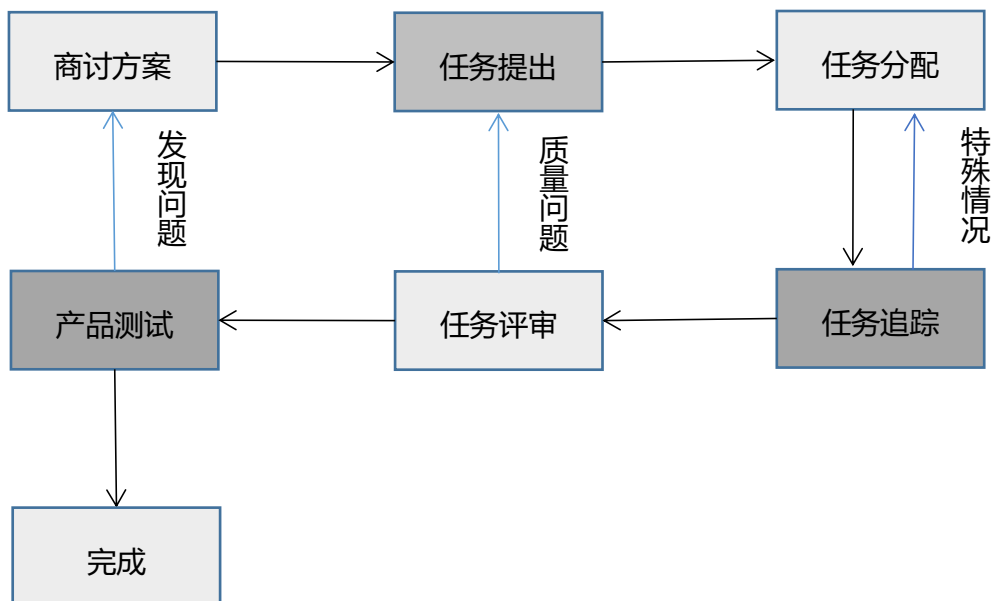 商讨方案
任务提出
任务分配
发现问题
质量问题
特殊情况
产品测试
任务评审
任务追踪
完成